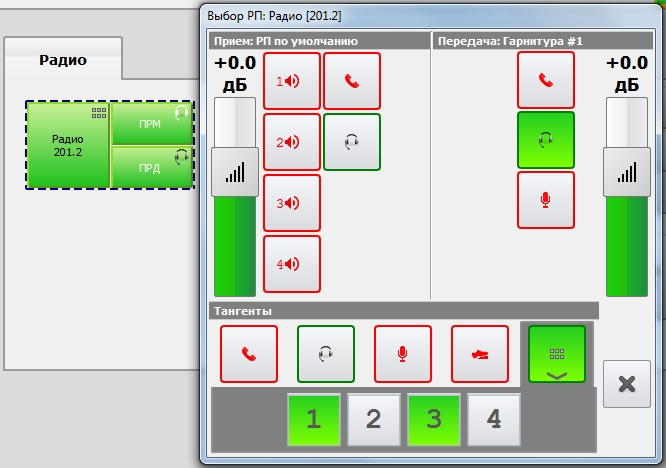 Выбор РП: Радио [201.2]
Прием: РП по умолчанию
Передача: Гарнитура #1
Радио
+0.0
дБ
1
2
3
4
+0.0
дБ
Радио
201.2
ПРМ
ПРД
Тангенты
1
2
3
4